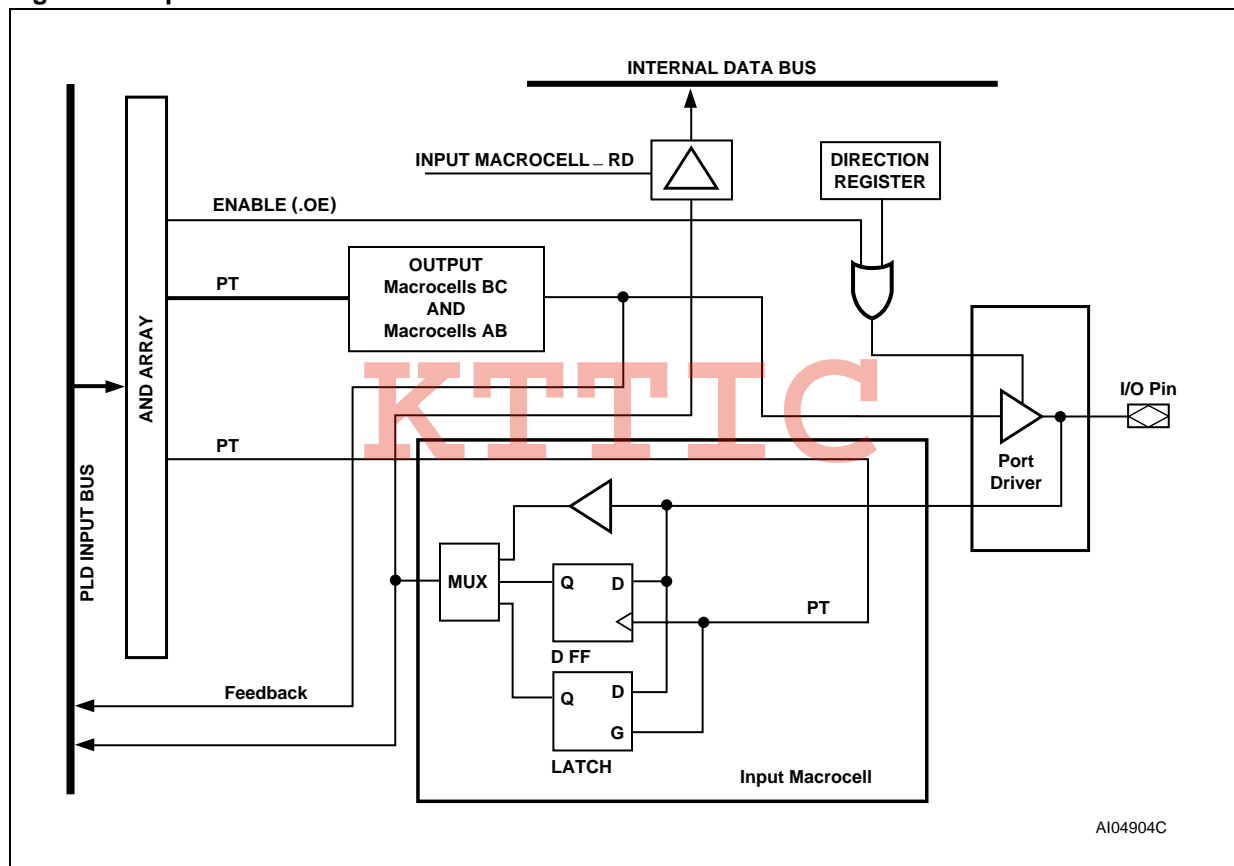 INTERNAL DATA BUS
INPUT MACROCELL _ RD
DIRECTION
REGISTER
ENABLE (.OE)
PT
OUTPUT
Macrocells BC
AND
Macrocells AB
AND ARRAY
PLD INPUT BUS
KTTIC
I/O Pin
Port
Driver
PT
MUX
Q D
PT
D FF
Feedback
Q D
G
LATCH
Input Macrocell
AI04904C